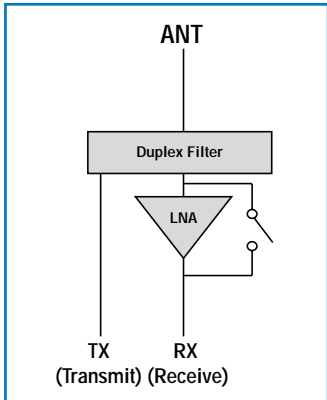 ANT
Duplex Filter
LNA
TX RX
(Transmit) (Receive)